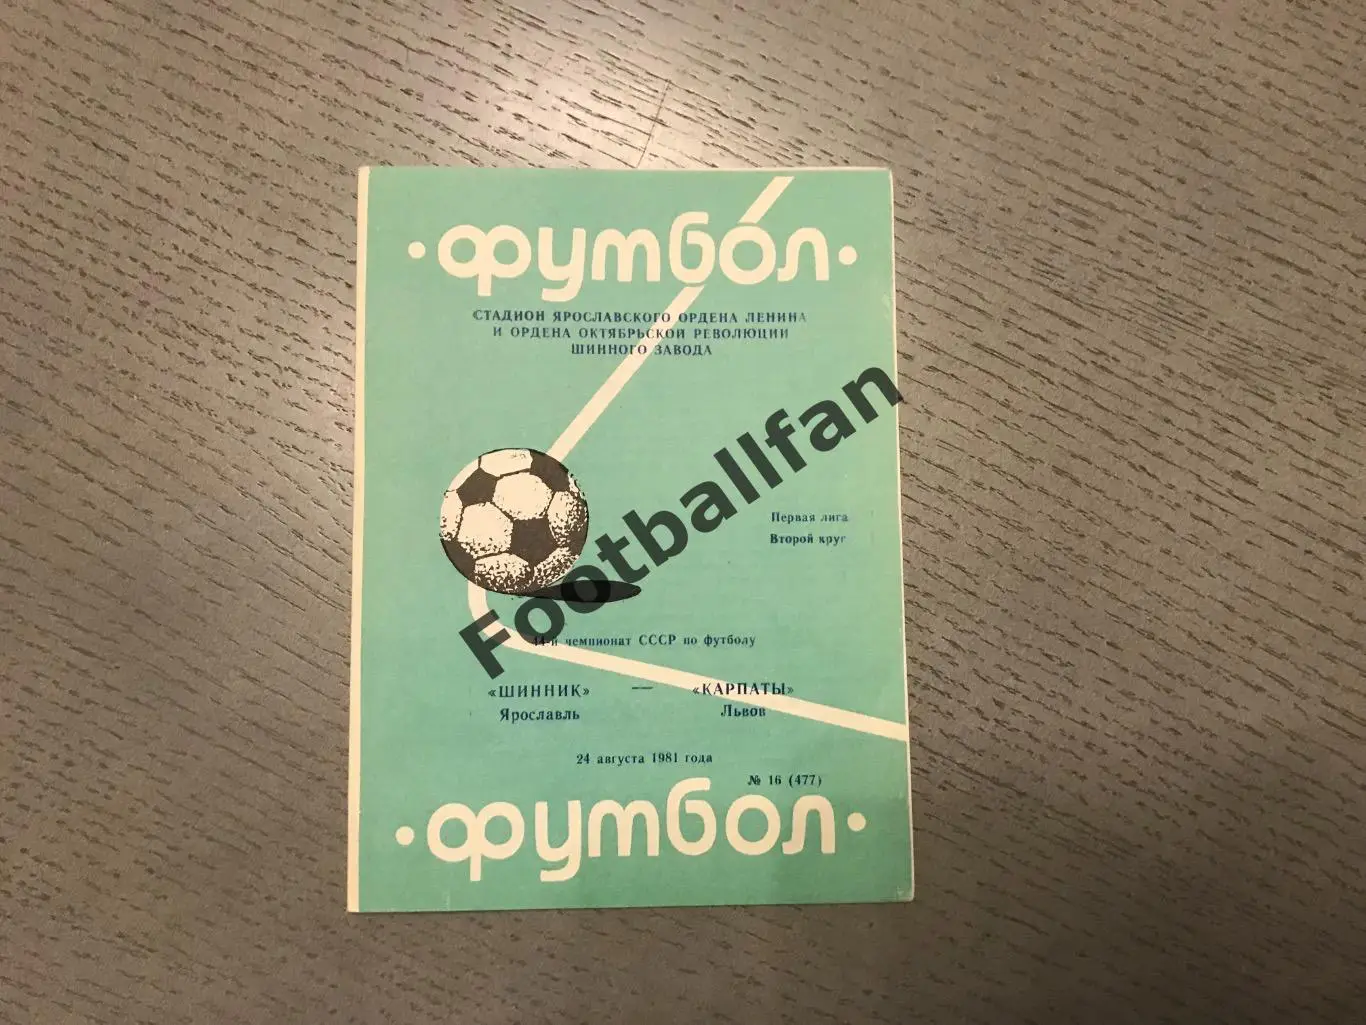 • футбол •
СТАДИОН ЯРОСЛАВСКОГО ОРДЕНА ЛЕНИНА
И ОРДЕНА ОКТЯБРЬСКОЙ РЕВОЛЮЦИИ
ШИННОГО ЗАВОДА
Footballfan
Первая лига
Второй круг
44-й чемпионат СССР по футболу
«ШИННИК» — «КАРПАТЫ»
Ярославль Львов
24 августа 1981 года
№ 16 (477)
• футбол •